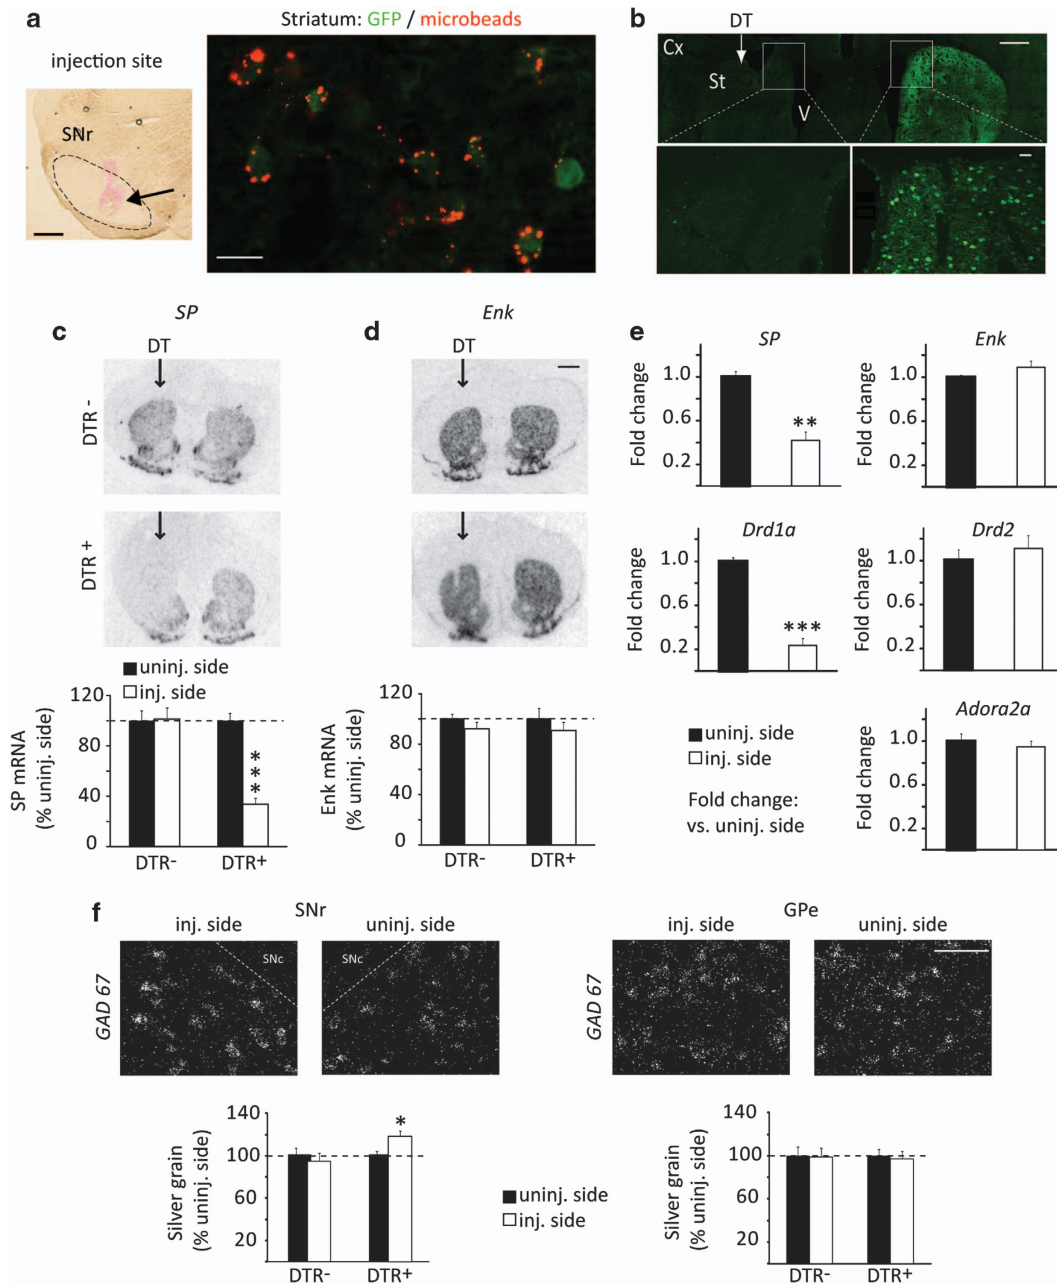 a
Striatum: GFP / microbeads
injection site
SNr
b
DT
Cx
St
V
c
SP
DT
DTR -
DTR +
uninj. side
inj. side
SP mRNA
(% uninj. side)
120
80
40
0
DTR-
DTR+
***
d
Enk
DT
Enk mRNA
(% uninj. side)
120
80
40
0
DTR-
DTR+
e
SP
Fold change
1.0
0.6
0.2
**
Enk
Fold change
1.0
0.6
0.2
Drd1a
Fold change
1.0
0.6
0.2
***
Drd2
Fold change
1.0
0.6
0.2
uninj. side
inj. side
Fold change:
vs. uninj. side
Adora2a
Fold change
1.0
0.6
0.2
f
SNr
inj. side
uninj. side
GAD 67
SNc
SNc
GPe
inj. side
uninj. side
GAD 67
Silver grain
(% uninj. side)
140
100
60
20
*
DTR-
DTR+
uninj. side
inj. side
Silver grain
(% uninj. side)
140
100
60
20
DTR-
DTR+